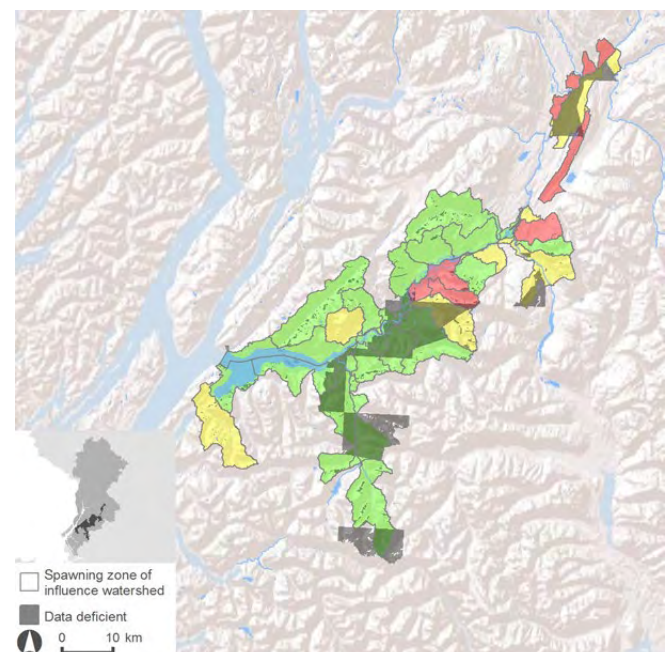 Spawning zone of
influence watershed
Data deficient
0 10 km